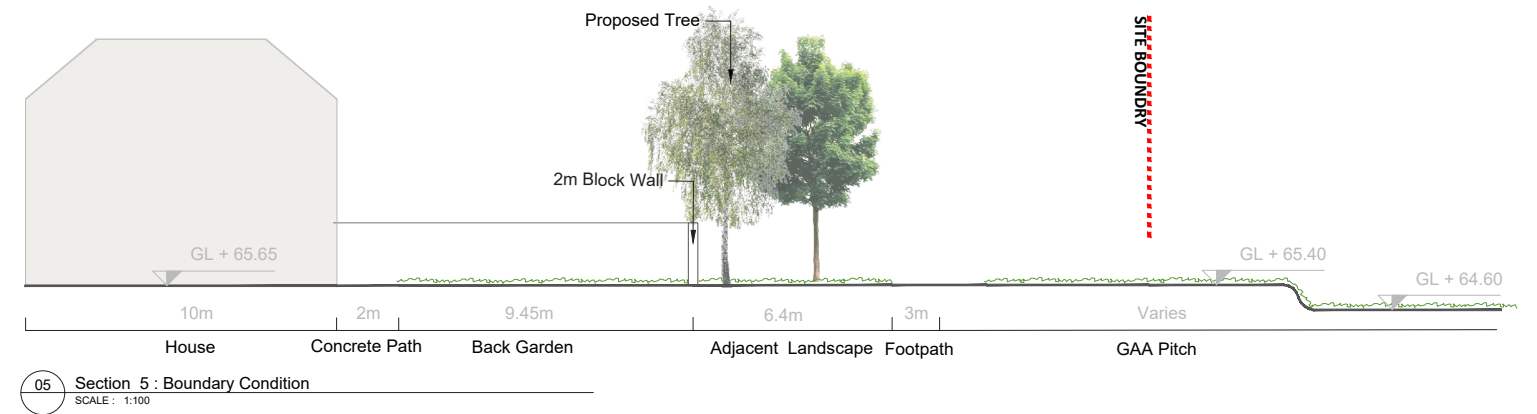 Proposed Tree
SITE BOUNDRY
2m Block Wall
GL + 65.65
GL + 65.40
GL + 64.60
10m
2m
9.45m
6.4m
3m
Varies
House
Concrete Path
Back Garden
Adjacent Landscape
Footpath
GAA Pitch
05
Section 5 : Boundary Condition
SCALE : 1:100